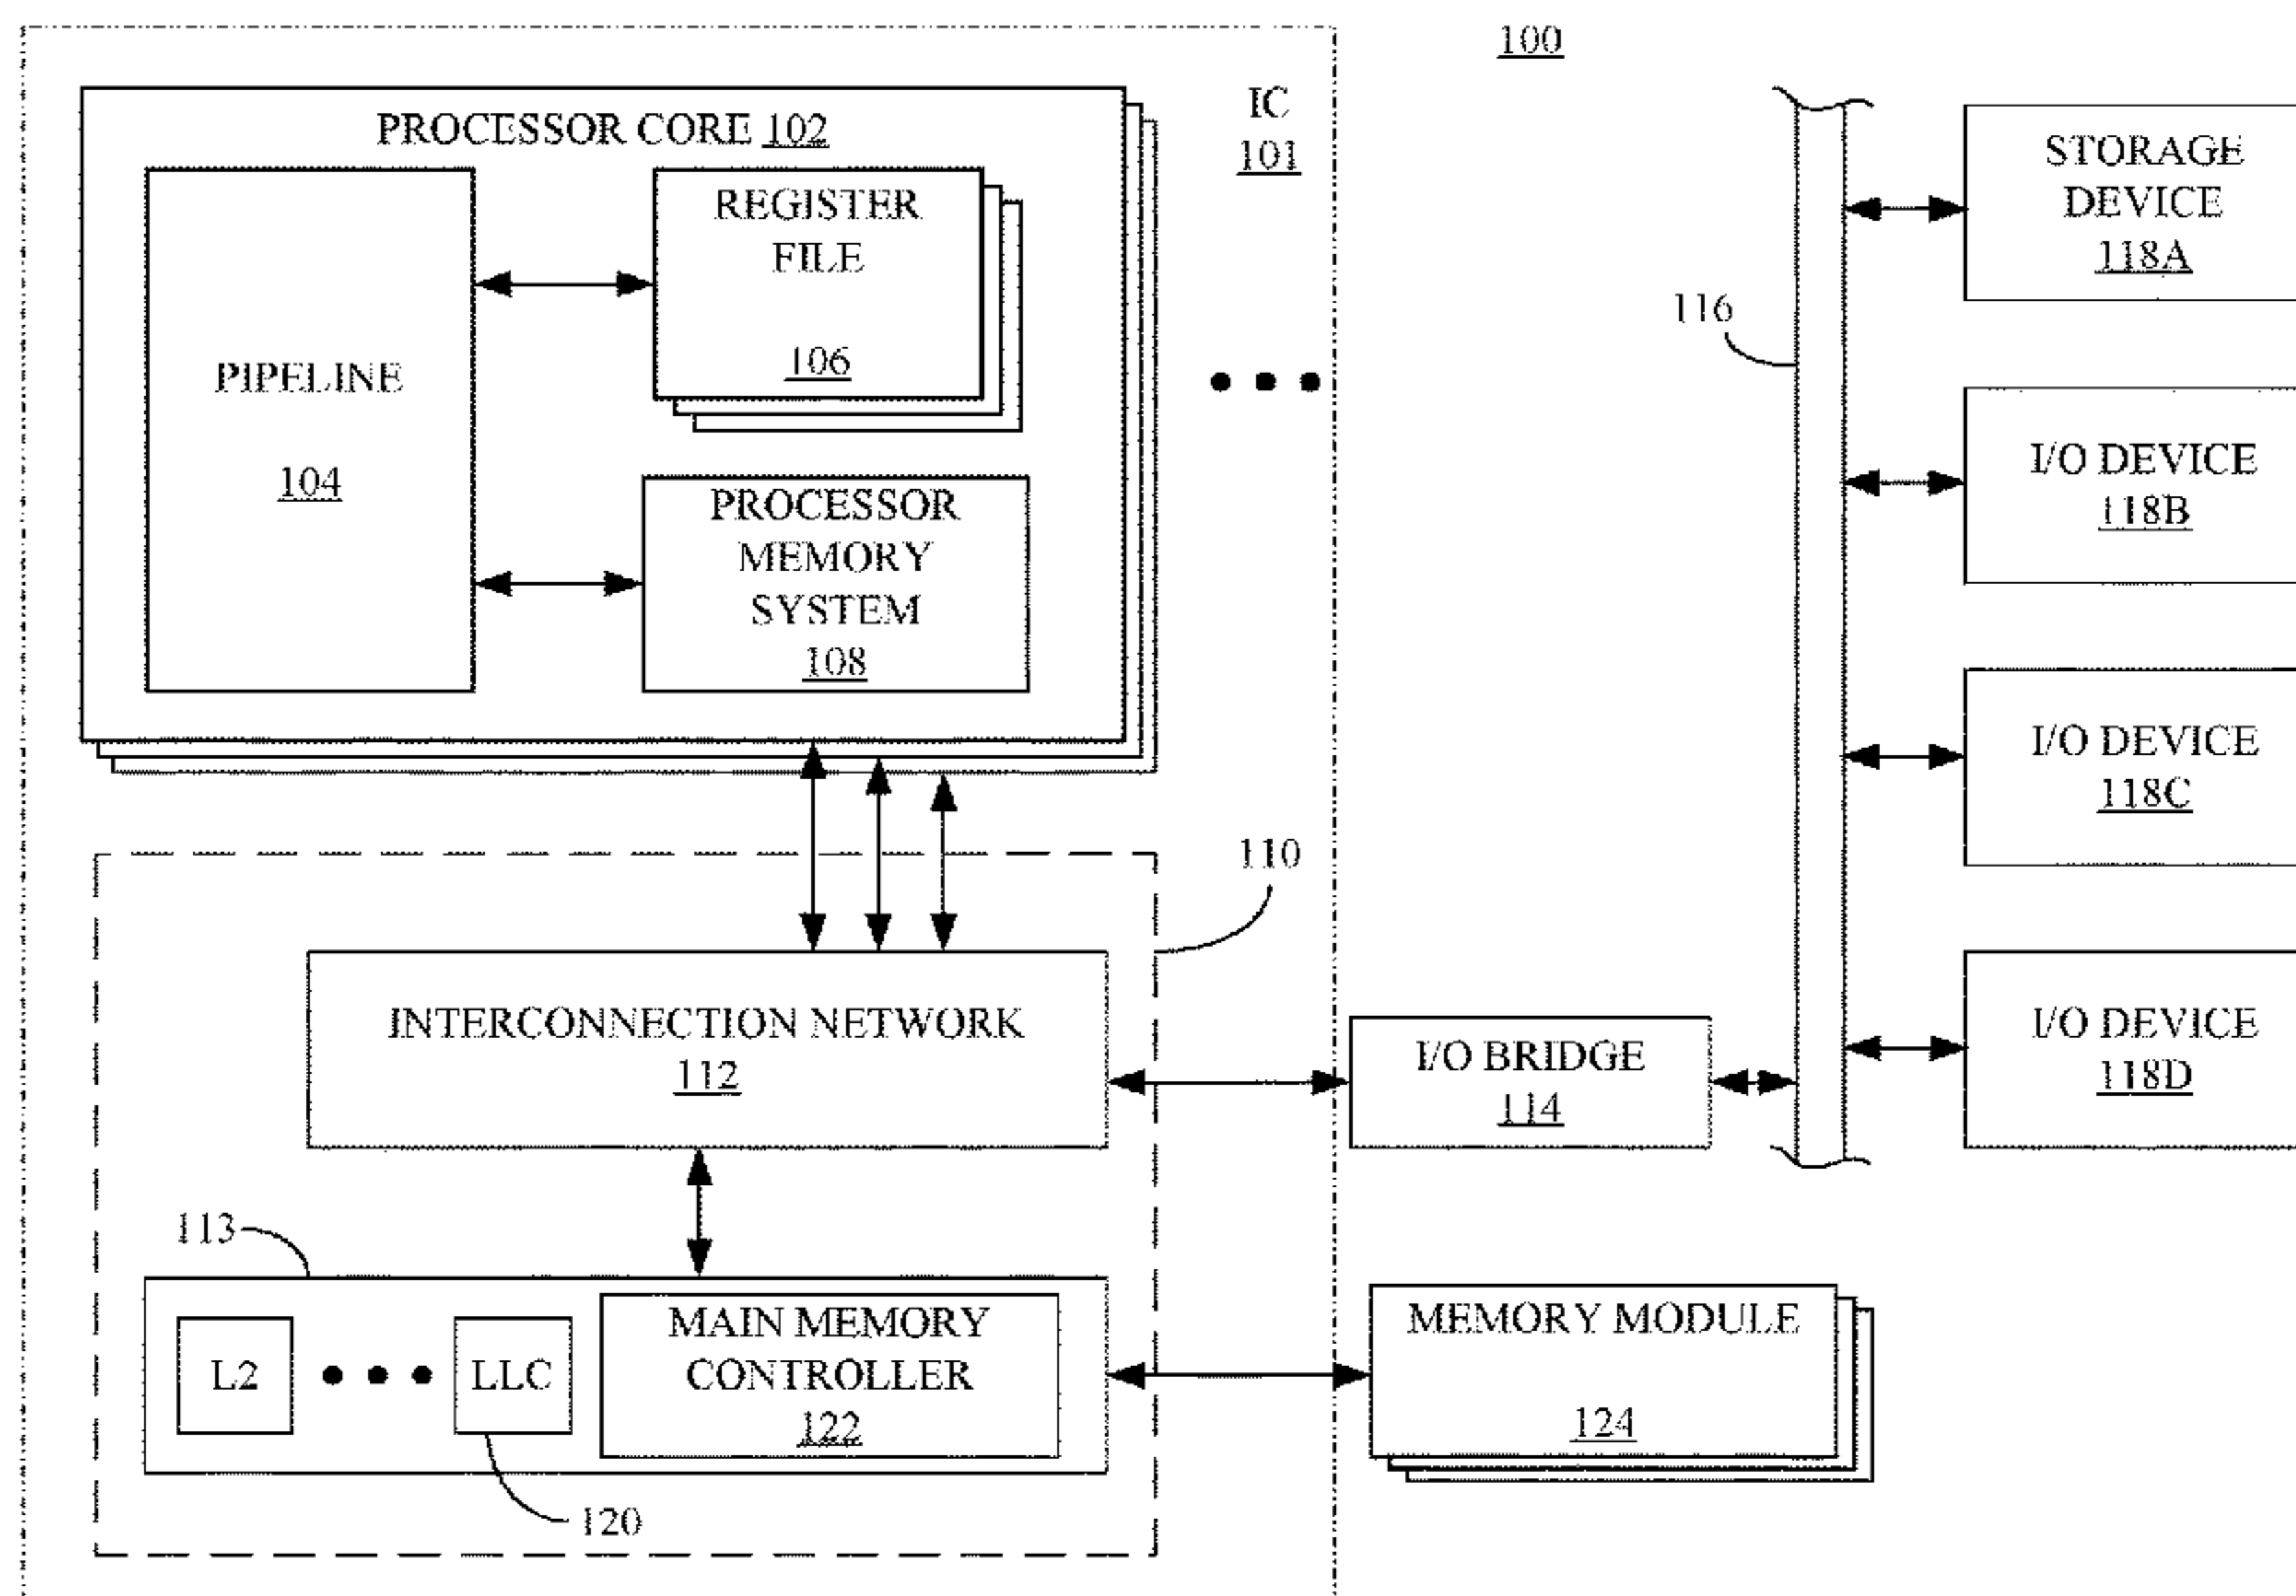 100
IC
101
PROCESSOR CORE 102
PIPELINE
104
REGISTER
FILE
106
PROCESSOR
MEMORY
SYSTEM
108
110
INTERCONNECTION NETWORK
112
113
L2
LLC
120
MAIN MEMORY
CONTROLLER
122
I/O BRIDGE
114
MEMORY MODULE
124
116
STORAGE
DEVICE
118A
I/O DEVICE
118B
I/O DEVICE
118C
I/O DEVICE
118D